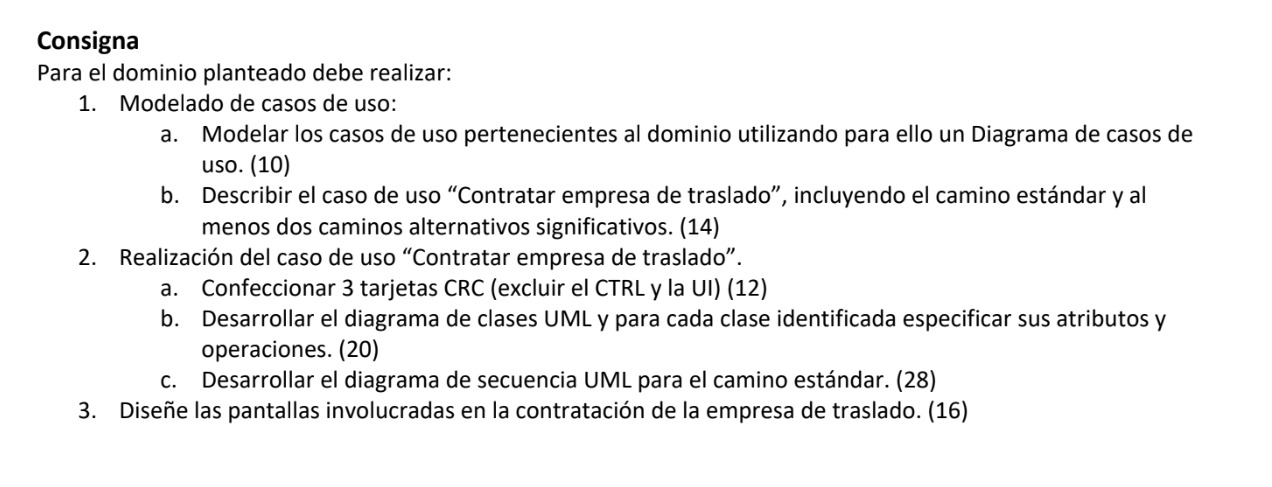 Consigna
Para el dominio planteado debe realizar:
1. Modelado de casos de uso:
a. Modelar los casos de uso pertenecientes al dominio utilizando para ello un Diagrama de casos de
uso. (10)
b. Describir el caso de uso “Contratar empresa de traslado”, incluyendo el camino estándar y al
menos dos caminos alternativos significativos. (14)
2. Realización del caso de uso “Contratar empresa de traslado”.
a. Confeccionar 3 tarjetas CRC (excluir el CTRL y la UI) (12)
b. Desarrollar el diagrama de clases UML y para cada clase identificada especificar sus atributos y
operaciones. (20)
c. Desarrollar el diagrama de secuencia UML para el camino estándar. (28)
3. Diseñe las pantallas involucradas en la contratación de la empresa de traslado. (16)